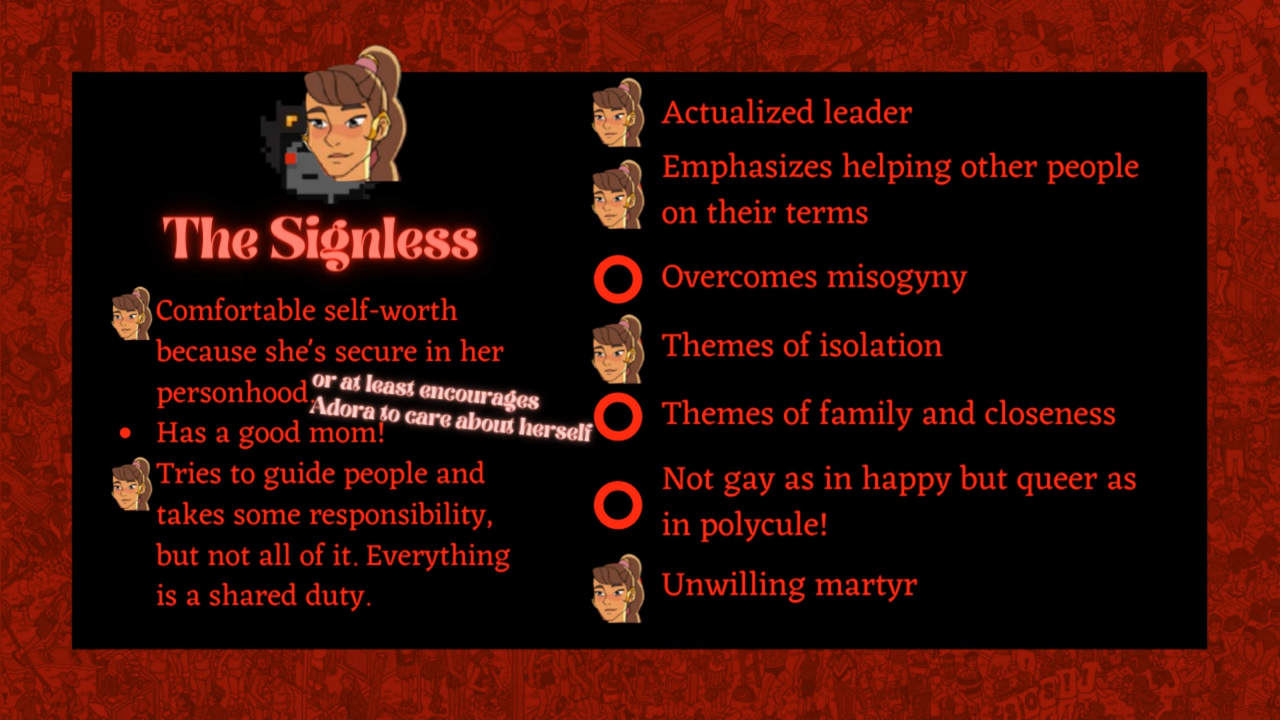 The Signless
Comfortable self-worth
because she's secure in her
personhood.
or at least encourages
Adora to care about herself
Has a good mom!
Tries to guide people and
takes some responsibility,
but not all of it. Everything
is a shared duty.
Actualized leader
Emphasizes helping other people
on their terms
Overcomes misogyny
Themes of isolation
Themes of family and closeness
Not gay as in happy but queer as
in polycule!
Unwilling martyr